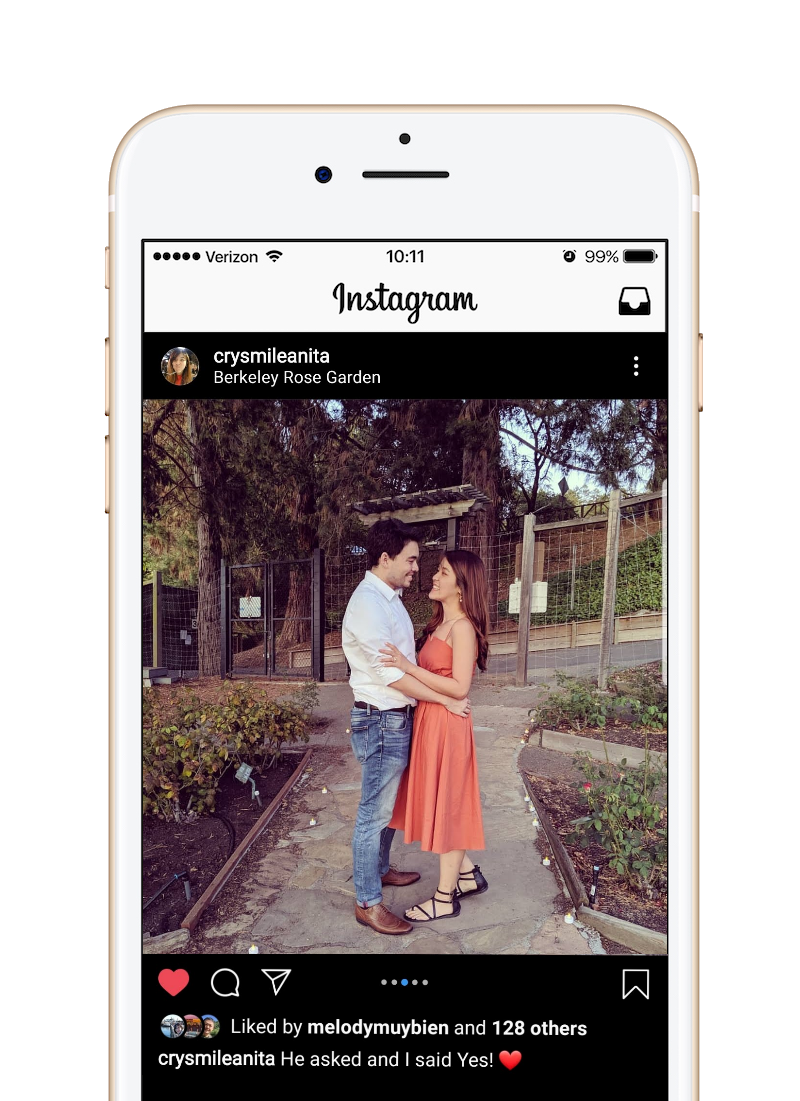 Verizon 10:11 99%
Instagram
crysmileanita
Berkeley Rose Garden
Liked by melodymuybien and 128 others
crysmileanita He asked and I said Yes! ❤️